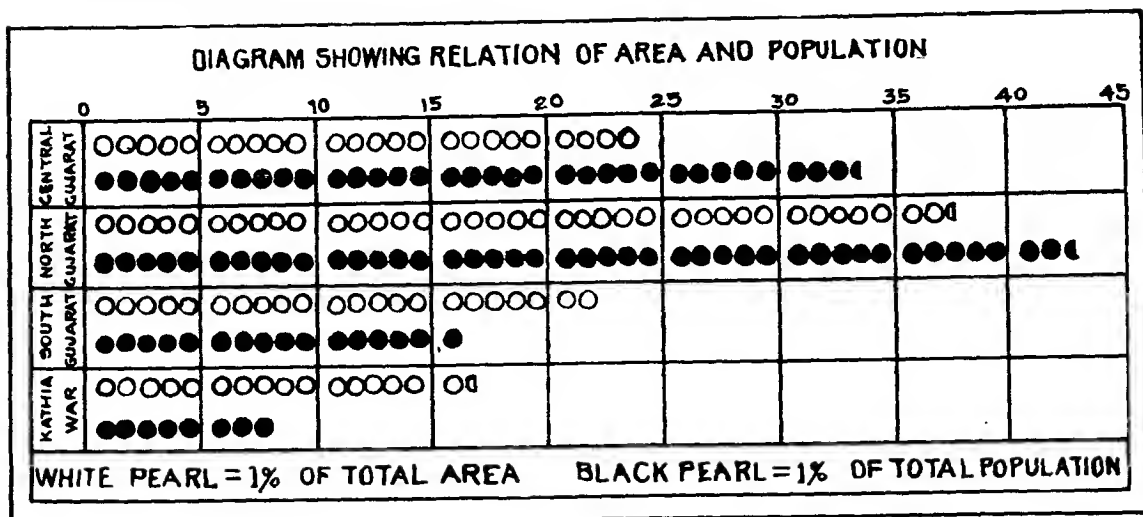 DIAGRAM SHOWING RELATION OF AREA AND POPULATION
0 5 10 15 20 25 30 35 40 45
CENTRAL
GUJARAT
NORTH
GUJARAT
SOUTH
GUJARAT
KATHIA
WAR
WHITE PEARL = 1% OF TOTAL AREA BLACK PEARL = 1% OF TOTAL POPULATION